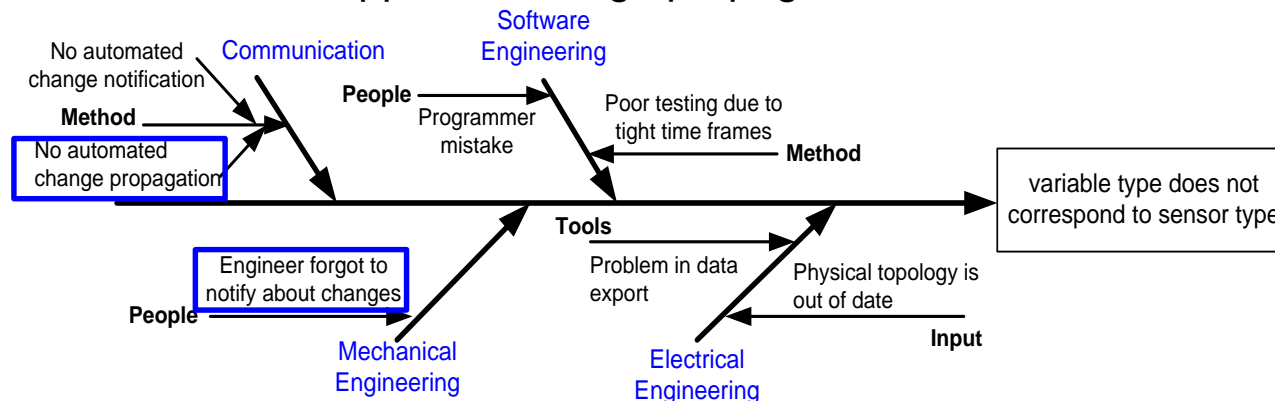 Communication
Software
Engineering
No automated
change notification
Method
No automated
change propagation
People
Programmer
mistake
Poor testing due to
tight time frames
Method
variable type does not
correspond to sensor type
Engineer forgot to
notify about changes
People
Mechanical
Engineering
Tools
Problem in data
export
Physical topology is
out of date
Input
Electrical
Engineering